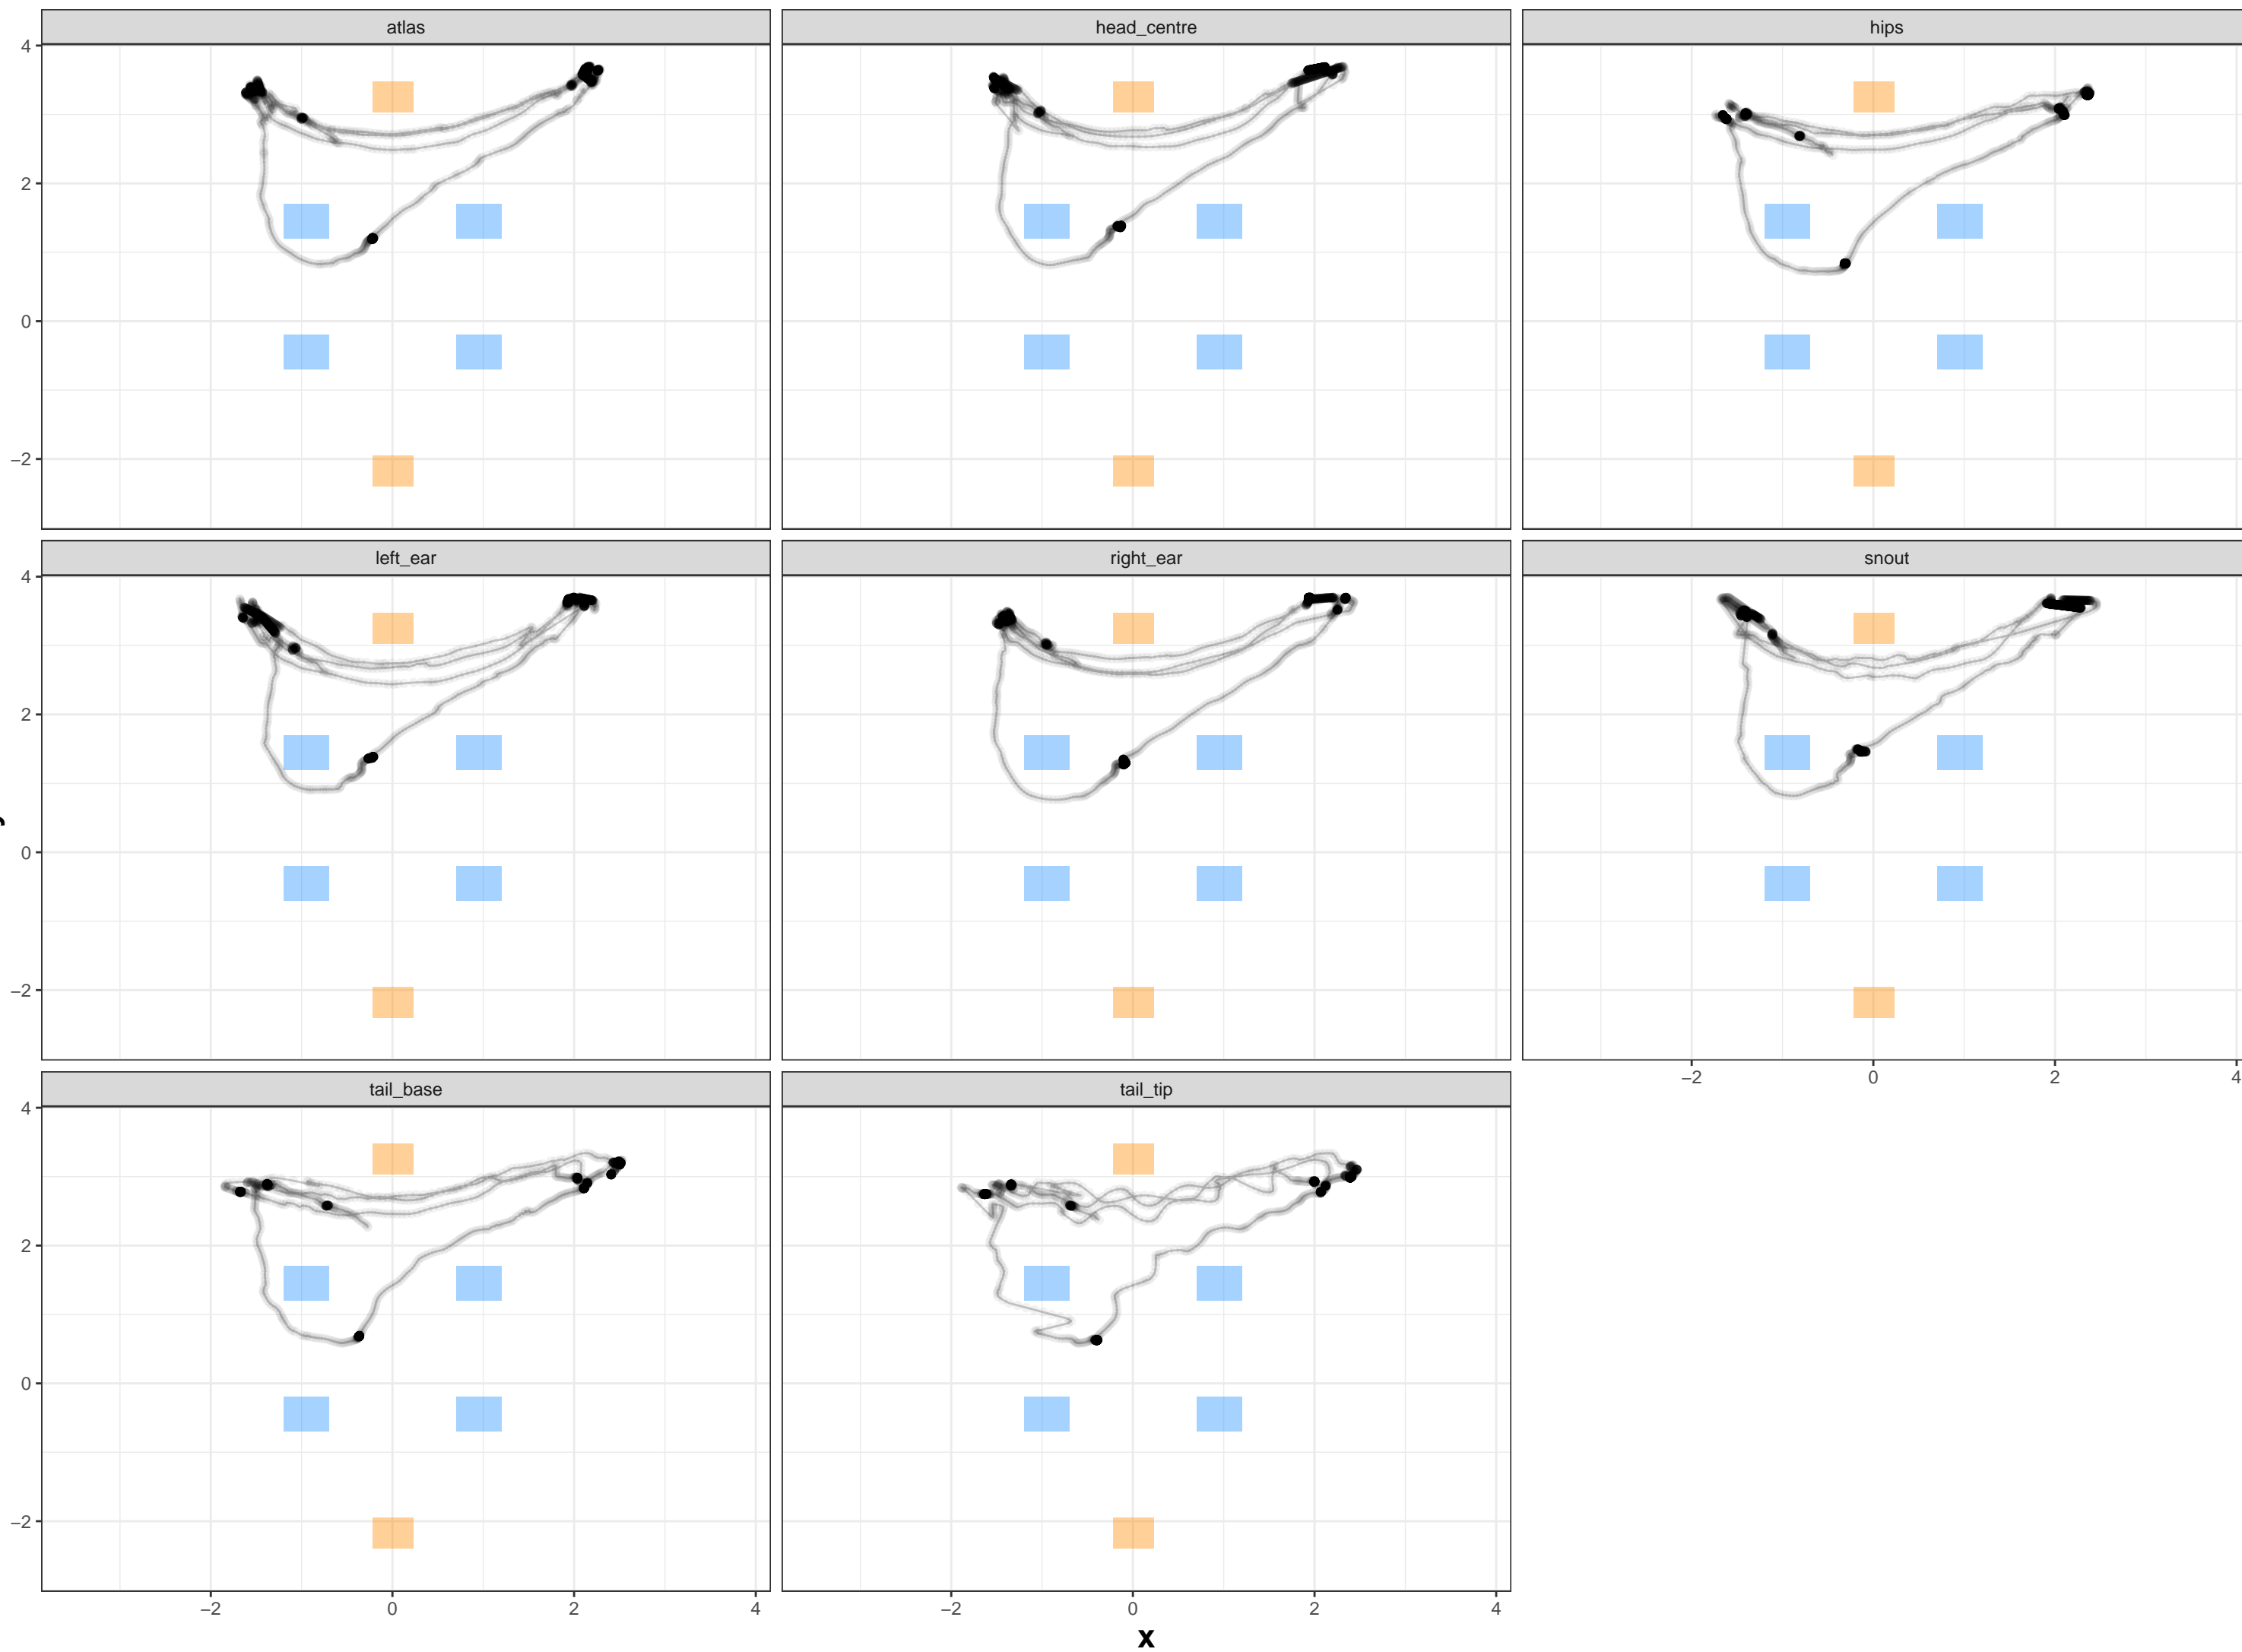 atlas head_centre hips
4
2
0
−2
left_ear right_ear snout
4
2
0
−2
−2 0 2 4
tail_base tail_tip
4
2
0
−2
−2 0 2 4 −2 0 2 4
x